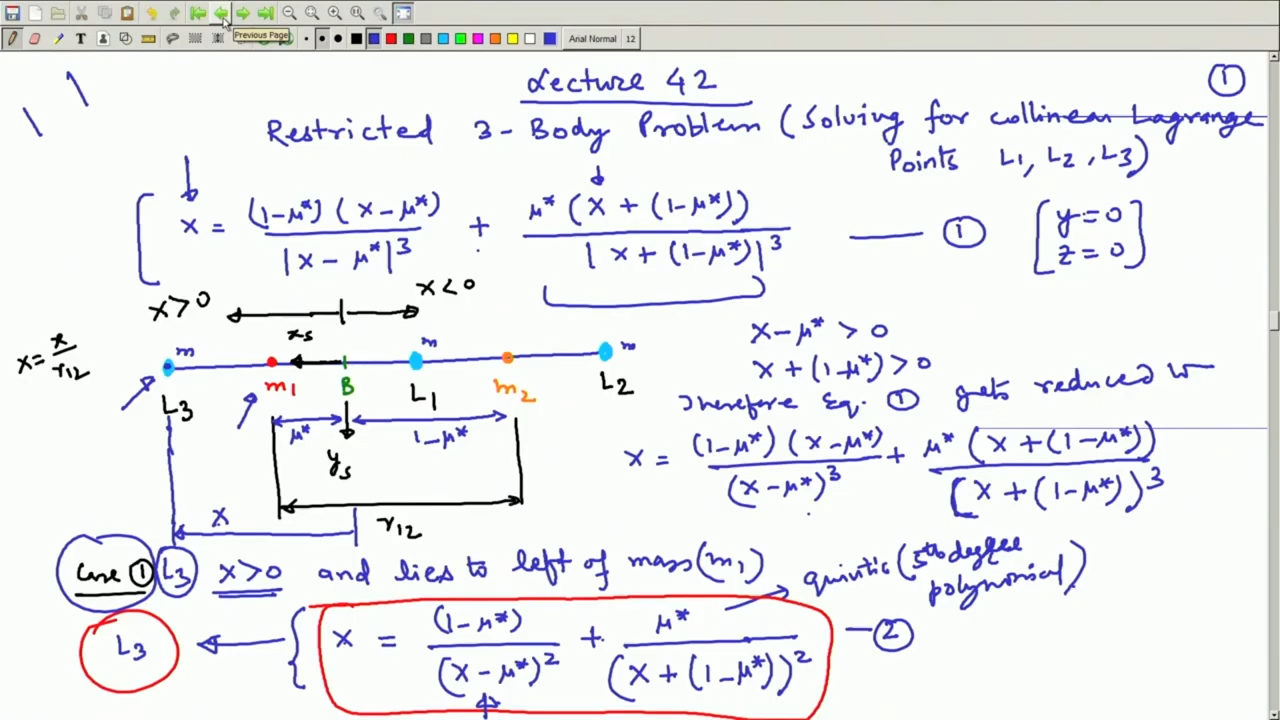 Previous Page
Arial Normal 12
Lecture 42
①
Restricted 3-Body Problem (Solving for collinear Lagrange
Points L1, L2, L3)
x = (1-μ*)(x-μ*) / |x-μ*|³ + μ*(x+(1-μ*)) / |x+(1-μ*)|³ — ①
[y=0
z=0]
x>0
x<0
x = x/r12
xs
m
m
m
m1
B
m2
L3
L1
L2
μ*
1-μ*
ys
x
r12
x-μ* > 0
x+(1-μ*) > 0
Therefore Eq. ① gets reduced to
x = (1-μ*)(x-μ*) / (x-μ*)³ + μ*(x+(1-μ*)) / [x+(1-μ*))³
Case ① L3 x>0 and lies to left of mass(m1)
quintic (5th degree
polynomial)
L3
x = (1-μ*) / (x-μ*)² + μ* / (x+(1-μ*))² — ②